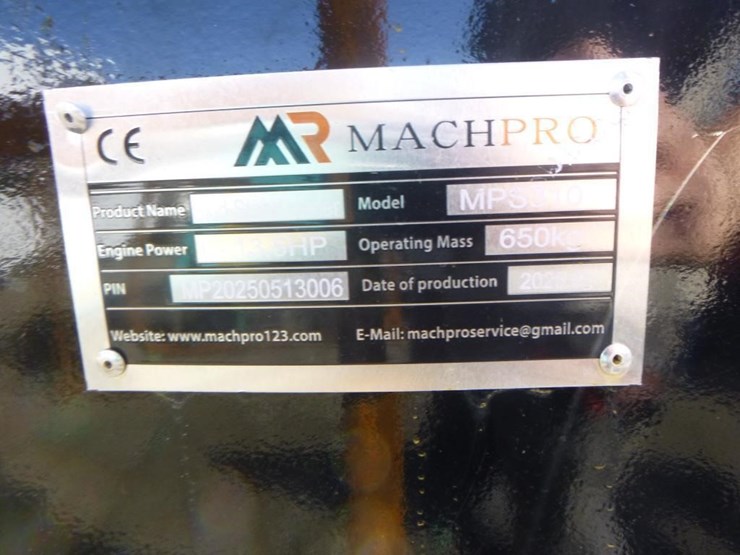 CE MACHPRO
Product Name Model
Engine Power HP Operating Mass 650kg
PIN MP20250513006 Date of production
Website: www.machpro123.com E-Mail: machproservice@gmail.com